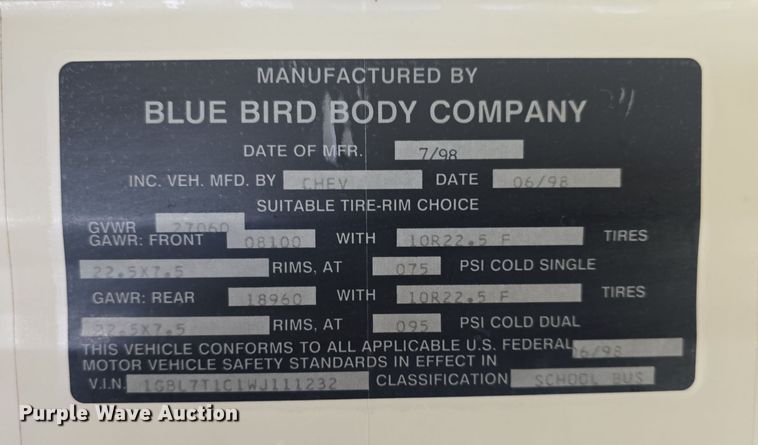 MANUFACTURED BY
BLUE BIRD BODY COMPANY
DATE OF MFR. 7/98
INC. VEH. MFD. BY CHEV DATE 06/98
SUITABLE TIRE-RIM CHOICE
GVWR 27060
GAWR: FRONT 08100 WITH 10R22.5 F TIRES
22.5X7.5 RIMS, AT 075 PSI COLD SINGLE
GAWR: REAR 18960 WITH 10R22.5 F TIRES
22.5X7.5 RIMS, AT 095 PSI COLD DUAL
THIS VEHICLE CONFORMS TO ALL APPLICABLE U.S. FEDERAL 6/98
MOTOR VEHICLE SAFETY STANDARDS IN EFFECT IN
V.I.N. 1GBL7T1C1WJ111232 CLASSIFICATION SCHOOL BUS
Purple Wave Auction